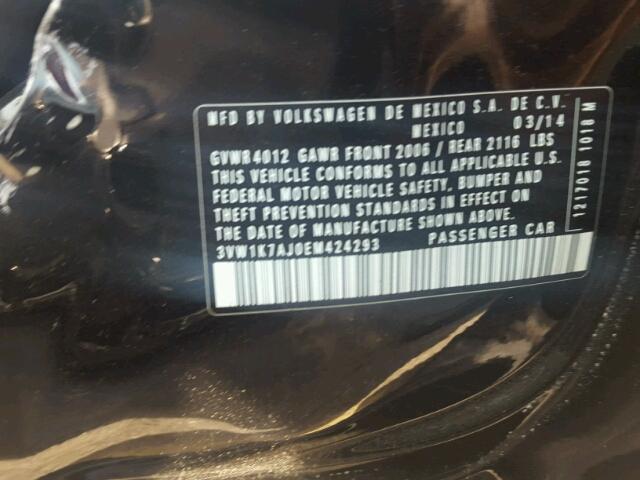 MFD BY VOLKSWAGEN DE MEXICO S.A. DE C.V.
MEXICO 03/14
GVWR 4012 GAWR FRONT 2006 / REAR 2116 LBS
THIS VEHICLE CONFORMS TO ALL APPLICABLE U.S.
FEDERAL MOTOR VEHICLE SAFETY, BUMPER AND
THEFT PREVENTION STANDARDS IN EFFECT ON
THE DATE OF MANUFACTURE SHOWN ABOVE.
3VW1K7AJ0EM424293 PASSENGER CAR
1217018 1018 M